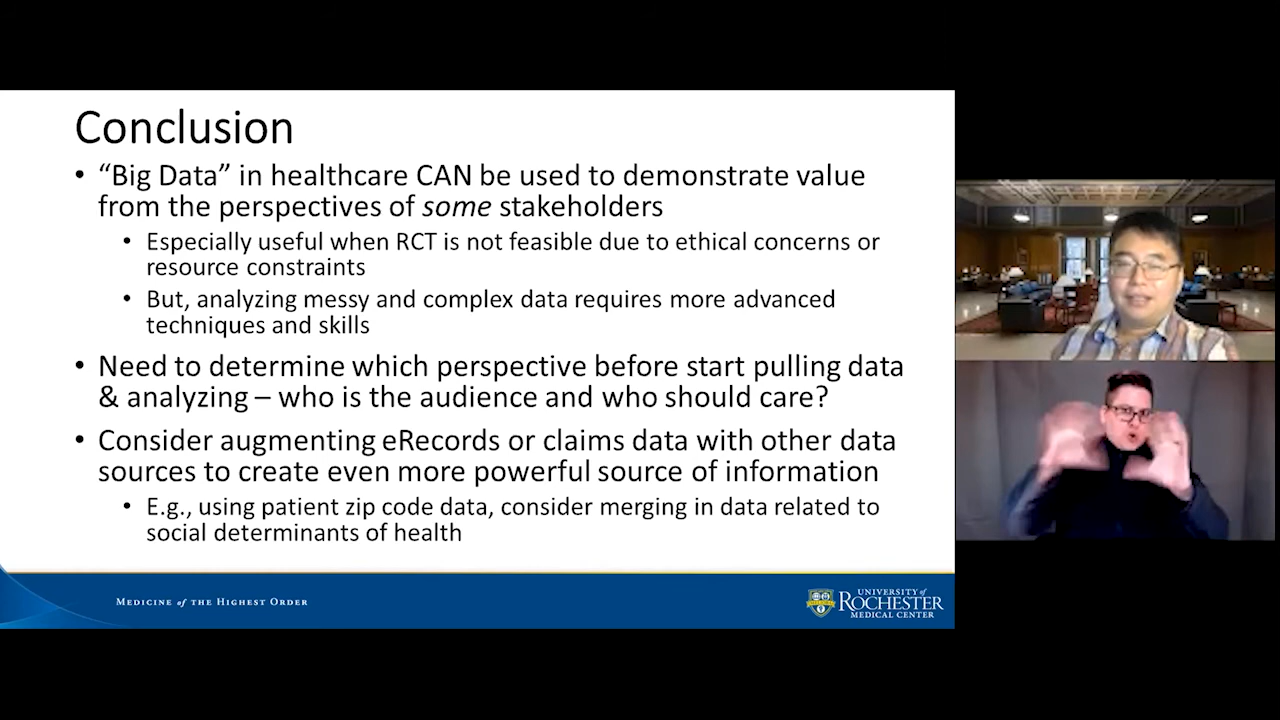 Conclusion
• “Big Data” in healthcare CAN be used to demonstrate value
from the perspectives of some stakeholders
• Especially useful when RCT is not feasible due to ethical concerns or
resource constraints
• But, analyzing messy and complex data requires more advanced
techniques and skills
• Need to determine which perspective before start pulling data
& analyzing – who is the audience and who should care?
• Consider augmenting eRecords or claims data with other data
sources to create even more powerful source of information
• E.g., using patient zip code data, consider merging in data related to
social determinants of health
MEDICINE of THE HIGHEST ORDER
UNIVERSITY of
ROCHESTER
MEDICAL CENTER